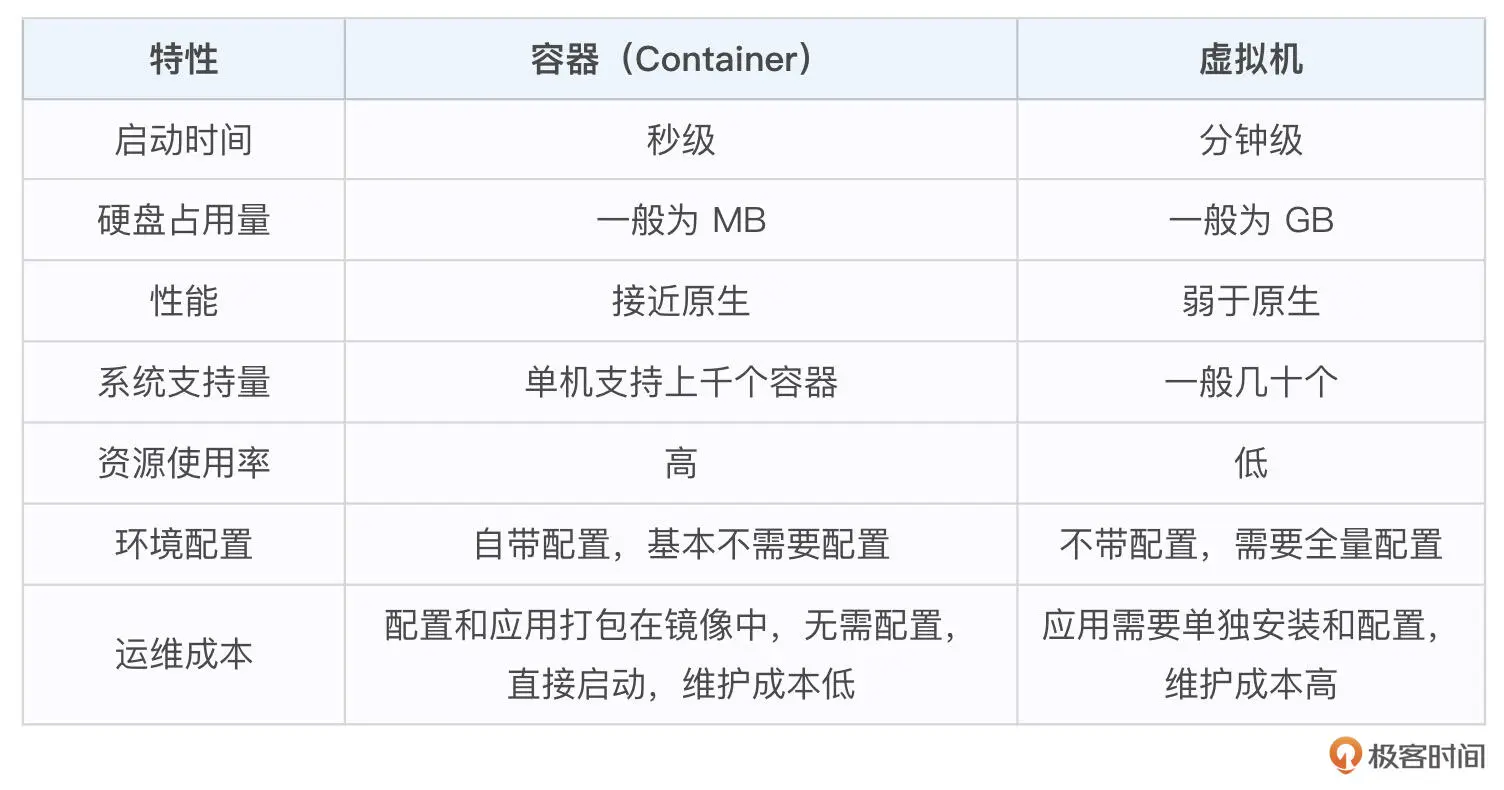 特性 容器（Container） 虚拟机
启动时间 秒级 分钟级
硬盘占用量 一般为 MB 一般为 GB
性能 接近原生 弱于原生
系统支持量 单机支持上千个容器 一般几十个
资源使用率 高 低
环境配置 自带配置，基本不需要配置 不带配置，需要全量配置
运维成本 配置和应用打包在镜像中，无需配置，
直接启动，维护成本低
应用需要单独安装和配置，
维护成本高
极客时间